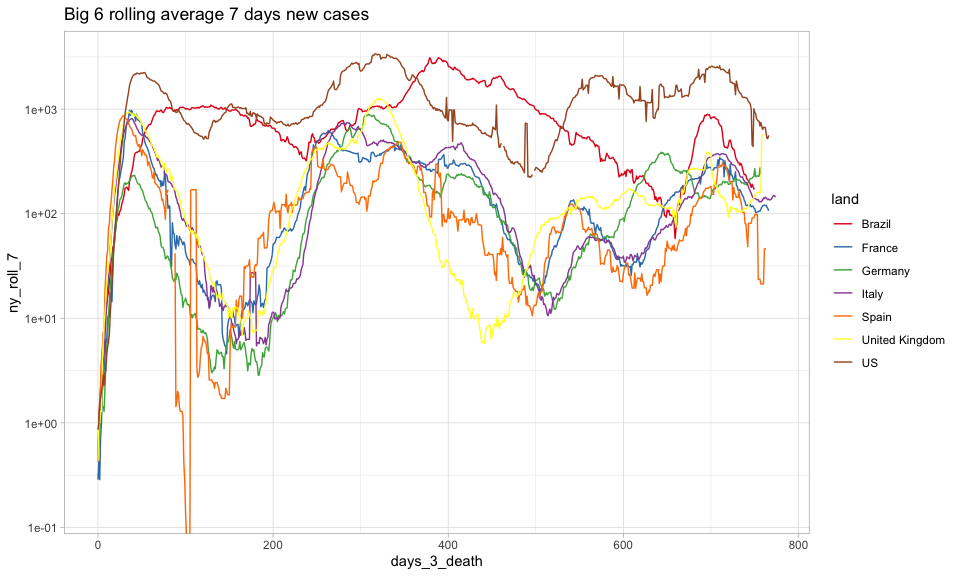 Big 6 rolling average 7 days new cases
ny_roll_7
1e+03
1e+02
1e+01
1e+00
1e-01
0
200
400
600
800
days_3_death
land
Brazil
France
Germany
Italy
Spain
United Kingdom
US